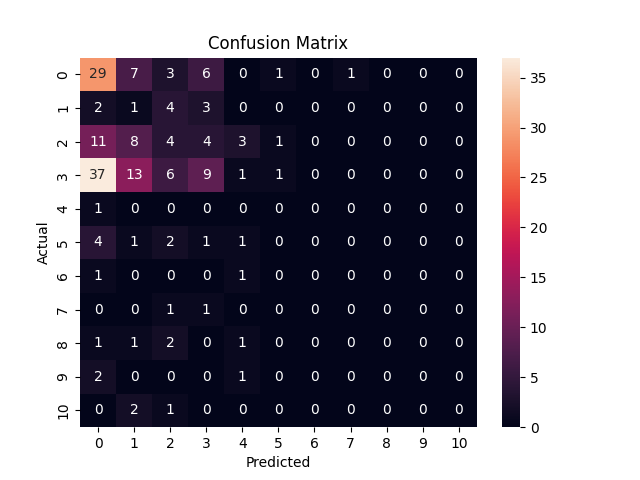 Confusion Matrix
0 29 7 3 6 0 1 0 1 0 0 0
1 2 1 4 3 0 0 0 0 0 0 0
2 11 8 4 4 3 1 0 0 0 0 0
3 37 13 6 9 1 1 0 0 0 0 0
4 1 0 0 0 0 0 0 0 0 0 0
5 4 1 2 1 1 0 0 0 0 0 0
6 1 0 0 0 1 0 0 0 0 0 0
7 0 0 1 1 0 0 0 0 0 0 0
8 1 1 2 0 1 0 0 0 0 0 0
9 2 0 0 0 1 0 0 0 0 0 0
10 0 2 1 0 0 0 0 0 0 0 0
0 1 2 3 4 5 6 7 8 9 10
Predicted
Actual
35
30
25
20
15
10
5
0